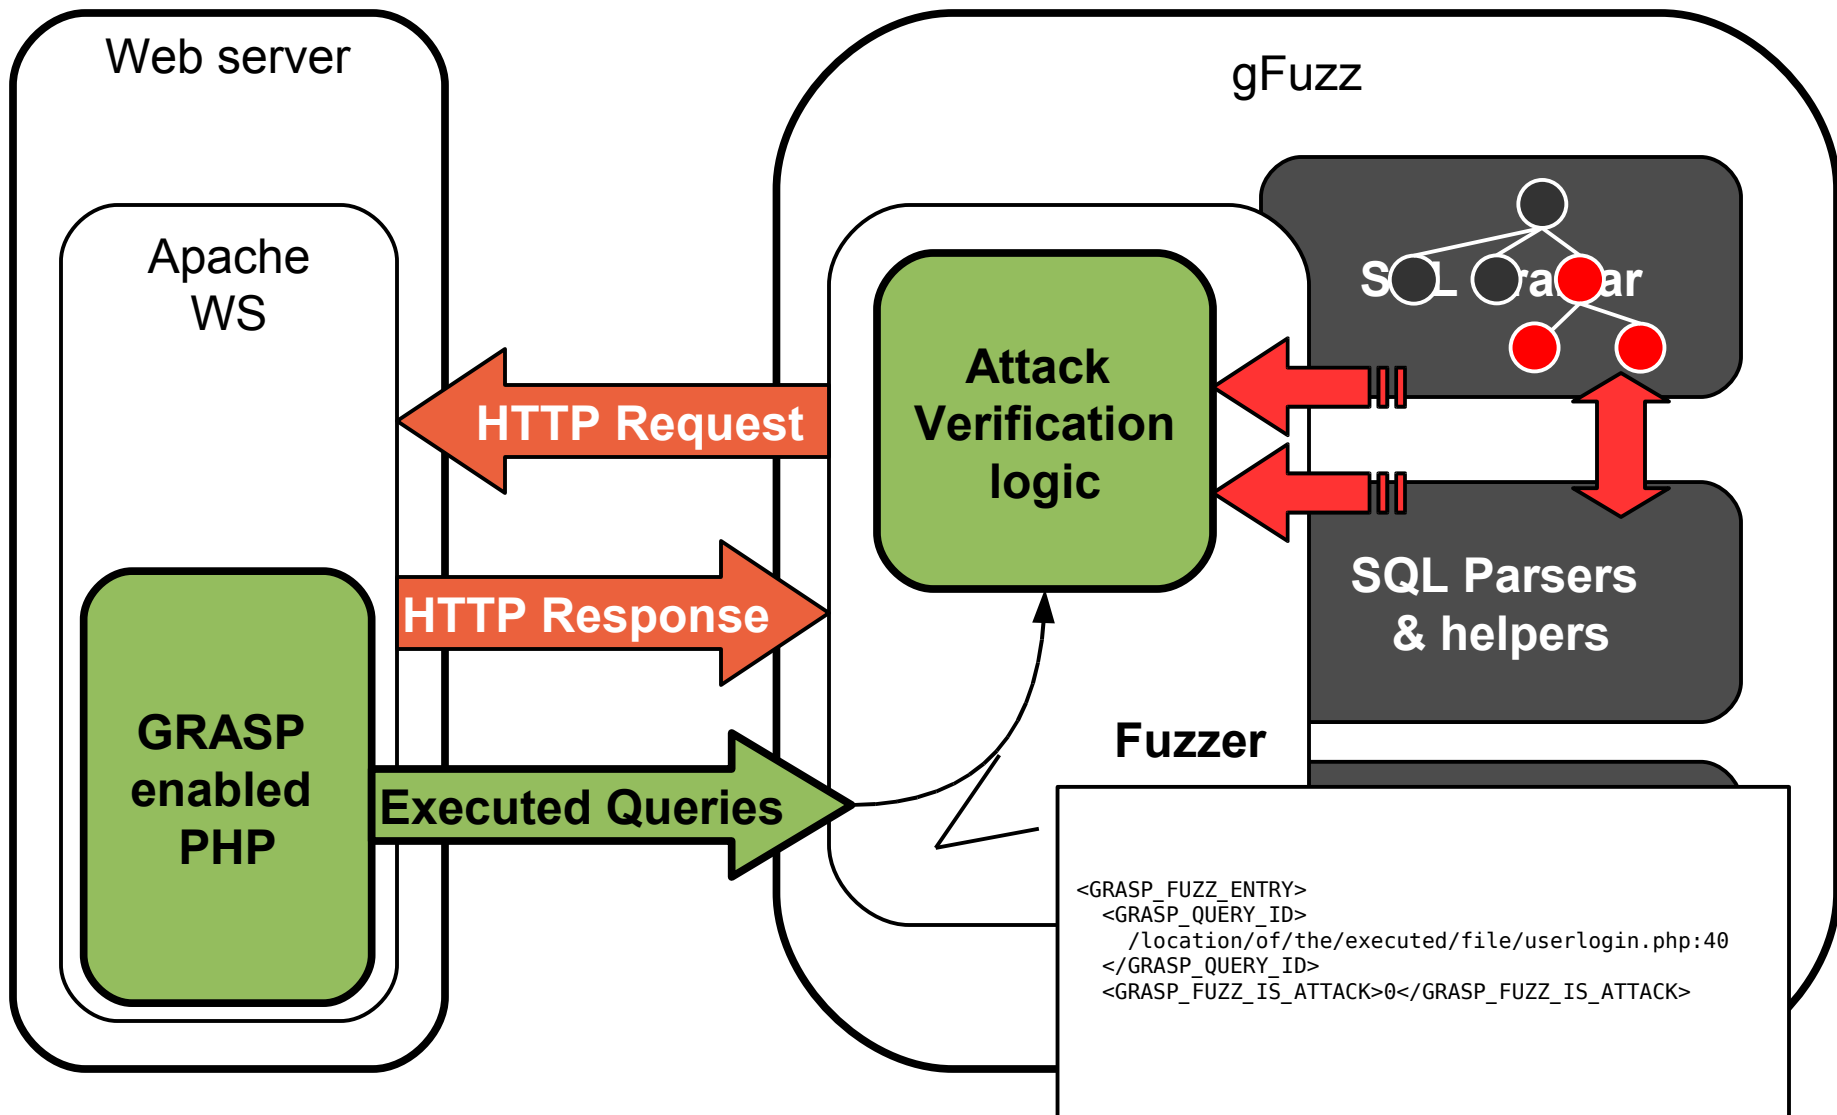 Web server
Apache
WS
GRASP
enabled
PHP
HTTP Request
HTTP Response
Executed Queries
gFuzz
Attack
Verification
logic
Fuzzer
SQL
SQL Parsers
& helpers
<GRASP_FUZZ_ENTRY>
<GRASP_QUERY_ID>
/location/of/the/executed/file/userlogin.php:40
</GRASP_QUERY_ID>
<GRASP_FUZZ_IS_ATTACK>0</GRASP_FUZZ_IS_ATTACK>